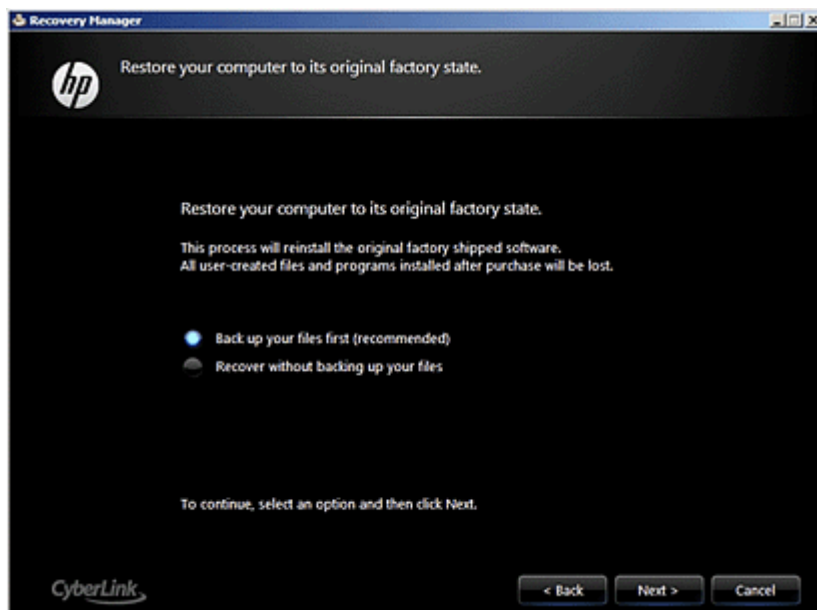 Recovery Manager
hp
Restore your computer to its original factory state.
Restore your computer to its original factory state.
This process will reinstall the original factory shipped software.
All user-created files and programs installed after purchase will be lost.
Back up your files first (recommended)
Recover without backing up your files
To continue, select an option and then click Next.
CyberLink
< Back
Next >
Cancel